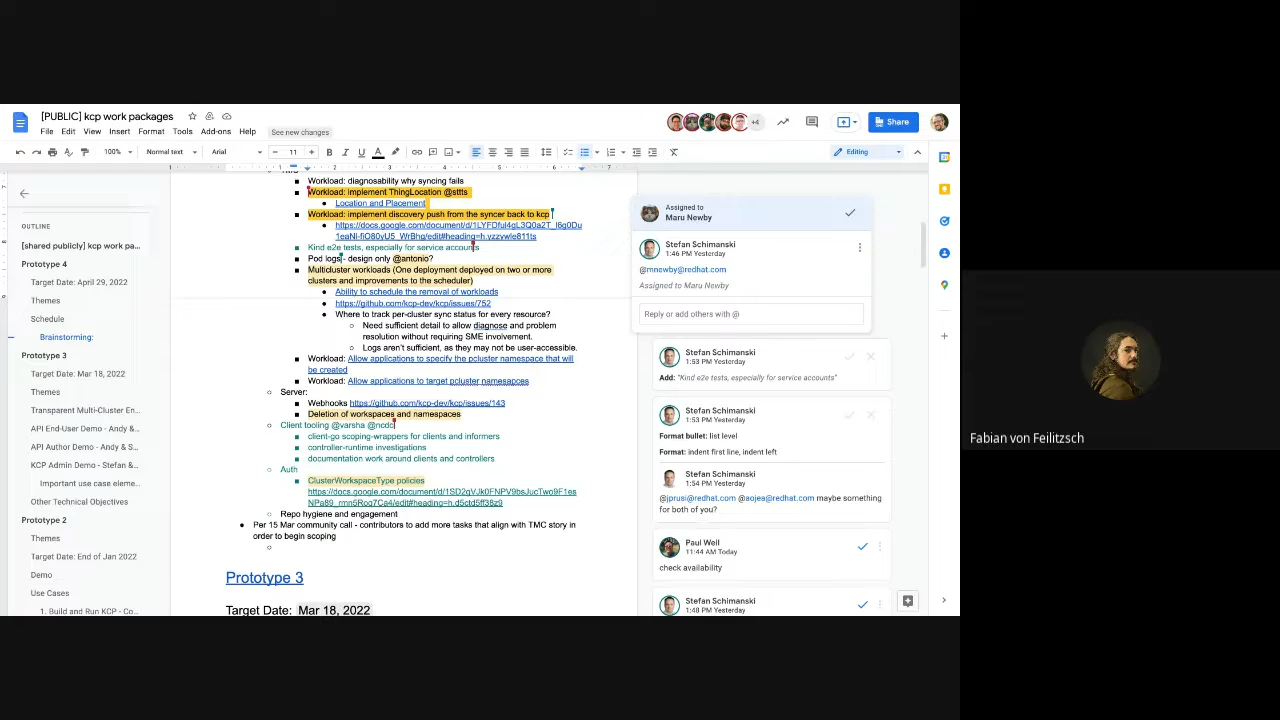 [PUBLIC] kcp work packages
File Edit View Insert Format Tools Add-ons Help See new changes
+4
Share
100% Normal text Arial 11 Editing
OUTLINE
[shared publicly] kcp work pa...
Prototype 4
Target Date: April 29, 2022
Themes
Schedule
Brainstorming:
Prototype 3
Target Date: Mar 18, 2022
Themes
Transparent Multi-Cluster En...
API End-User Demo - Andy &...
API Author Demo - Andy & S...
KCP Admin Demo - Stefan &...
Important use case eleme...
Other Technical Objectives
Prototype 2
Themes
Target Date: End of Jan 2022
Demo
Use Cases
1. Build and Run KCP - Co...
Workload: diagnosability why syncing fails
Workload: implement ThingLocation @sttts
Location and Placement
Workload: implement discovery push from the syncer back to kcp
Kind e2e tests, especially for service accounts
Pod logs - design only @antonio?
Multicluster workloads (One deployment deployed on two or more
clusters and improvements to the scheduler)
Ability to schedule the removal of workloads
https://github.com/kcp-dev/kcp/issues/752
Where to track per-cluster sync status for every resource?
Need sufficient detail to allow diagnose and problem
resolution without requiring SME involvement.
Logs aren't sufficient, as they may not be user-accessible.
Workload: Allow applications to specify the pcluster namespace that will
be created
Workload: Allow applications to target pcluster namesapces
Server:
Webhooks https://github.com/kcp-dev/kcp/issues/143
Deletion of workspaces and namespaces
Client tooling @varsha @ncdc
client-go scoping-wrappers for clients and informers
controller-runtime investigations
documentation work around clients and controllers
Auth
ClusterWorkspaceType policies
Repo hygiene and engagement
Per 15 Mar community call - contributors to add more tasks that align with TMC story in
order to begin scoping
Prototype 3
Target Date: Mar 18, 2022
Assigned to
Maru Newby
Stefan Schimanski
1:46 PM Yesterday
@mnewby@redhat.com
Assigned to Maru Newby
Reply or add others with @
Stefan Schimanski
1:53 PM Yesterday
Add: "Kind e2e tests, especially for service accounts"
Stefan Schimanski
1:53 PM Yesterday
Format bullet: list level
Format: indent first line, indent left
Stefan Schimanski
1:54 PM Yesterday
@jprusi@redhat.com @aojea@redhat.com maybe something
for both of you?
Paul Weil
11:44 AM Today
check availability
Stefan Schimanski
1:48 PM Yesterday
Fabian von Feilitzsch